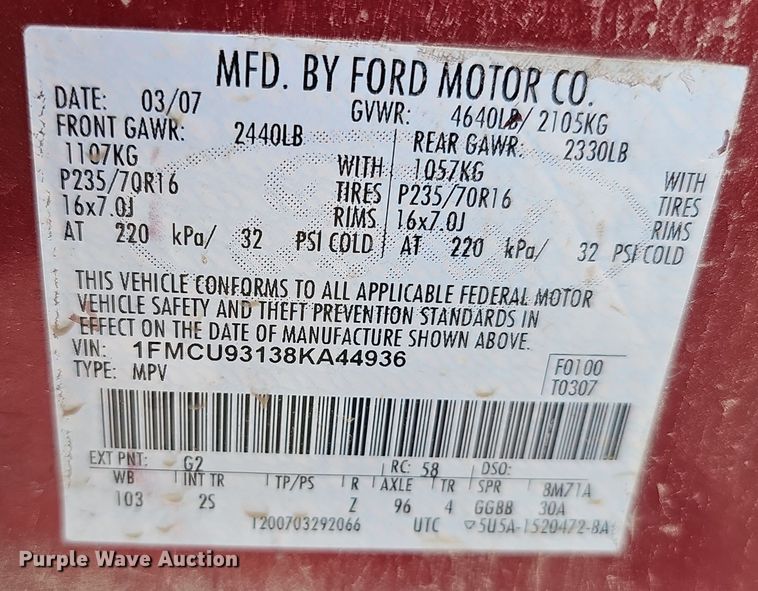 MFD. BY FORD MOTOR CO.
DATE: 03/07 GVWR: 4640LB/ 2105KG
FRONT GAWR: 2440LB REAR GAWR: 2330LB
1107KG WITH 1057KG WITH
P235/70R16 TIRES P235/70R16 TIRES
16x7.0J RIMS 16x7.0J RIMS
AT 220 kPa/ 32 PSI COLD AT 220 kPa/ 32 PSI COLD
THIS VEHICLE CONFORMS TO ALL APPLICABLE FEDERAL MOTOR
VEHICLE SAFETY AND THEFT PREVENTION STANDARDS IN
EFFECT ON THE DATE OF MANUFACTURE SHOWN ABOVE.
VIN: 1FMCU93138KA44936 F0100
TYPE: MPV T0307
EXT PNT: G2 RC: 58 DSO:
WB INT TR TP/PS R AXLE TR SPR 8M71A
103 2S Z 96 4 GGBB 30A
1200703292066 UTC ▽5U5A-1520472-BA
Purple Wave Auction